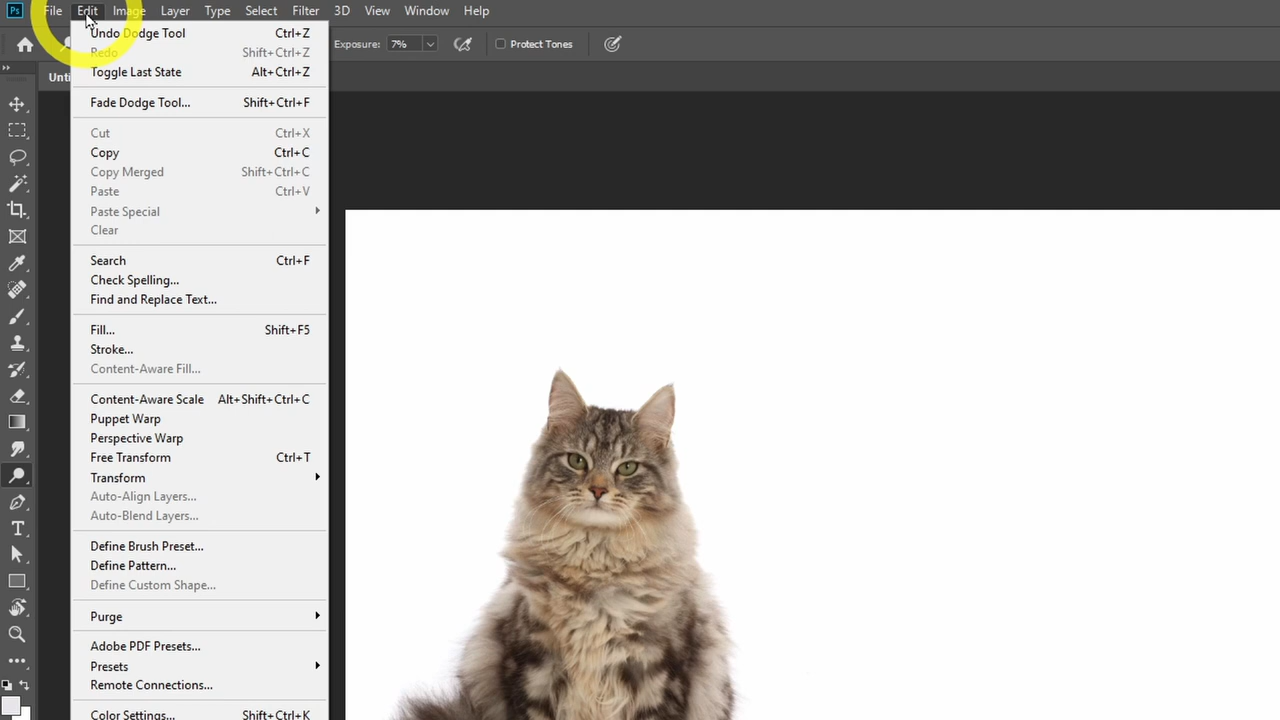 Ps File Edit Image Layer Type Select Filter 3D View Window Help
Exposure: 7% Protect Tones
Unti
Undo Dodge Tool Ctrl+Z
Redo Shift+Ctrl+Z
Toggle Last State Alt+Ctrl+Z
Fade Dodge Tool... Shift+Ctrl+F
Cut Ctrl+X
Copy Ctrl+C
Copy Merged Shift+Ctrl+C
Paste Ctrl+V
Paste Special
Clear
Search Ctrl+F
Check Spelling...
Find and Replace Text...
Fill... Shift+F5
Stroke...
Content-Aware Fill...
Content-Aware Scale Alt+Shift+Ctrl+C
Puppet Warp
Perspective Warp
Free Transform Ctrl+T
Transform
Auto-Align Layers...
Auto-Blend Layers...
Define Brush Preset...
Define Pattern...
Define Custom Shape...
Purge
Adobe PDF Presets...
Presets
Remote Connections...
Color Settings... Shift+Ctrl+K